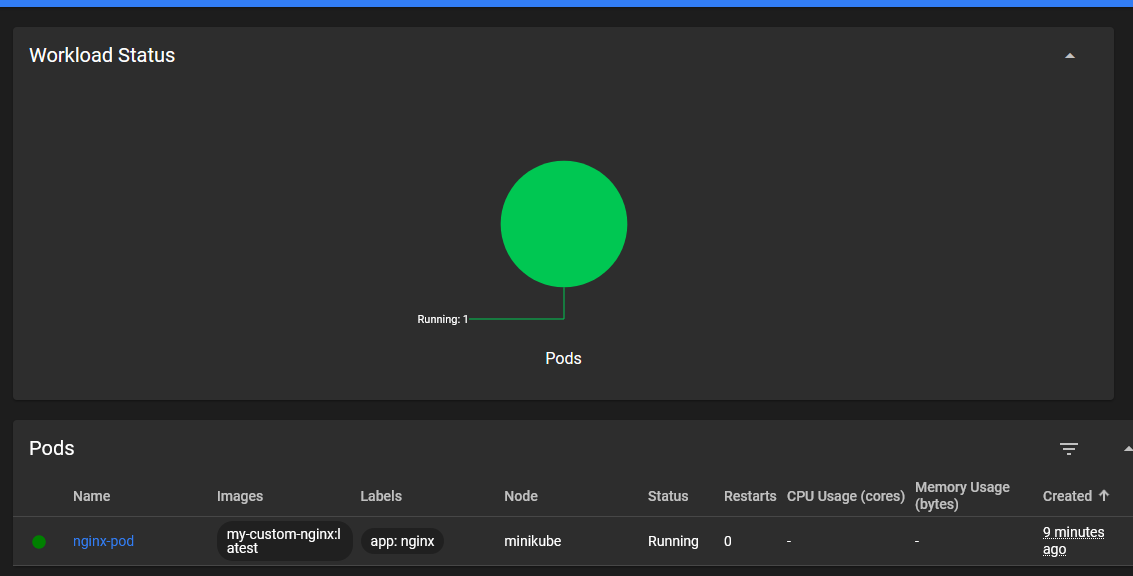 Workload Status
Running: 1
Pods
Pods
Name Images Labels Node Status Restarts CPU Usage (cores) Memory Usage (bytes) Created
nginx-pod my-custom-nginx:latest app: nginx minikube Running 0 - - 9 minutes ago